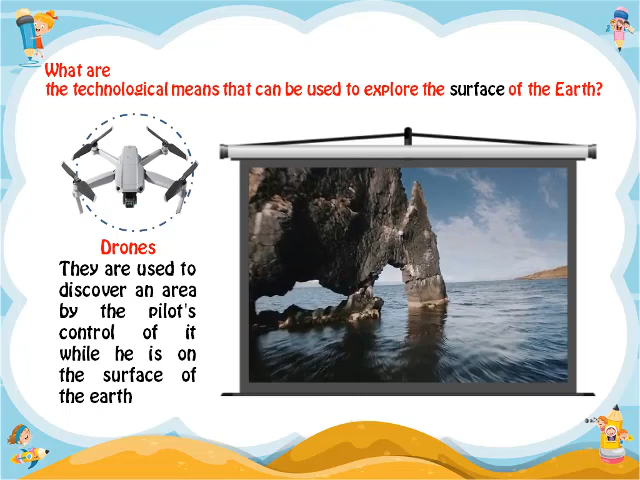 What are
the technological means that can be used to explore the surface of the Earth?
Drones
They are used to
discover an area
by the pilot's
control of it
while he is on
the surface of
the earth